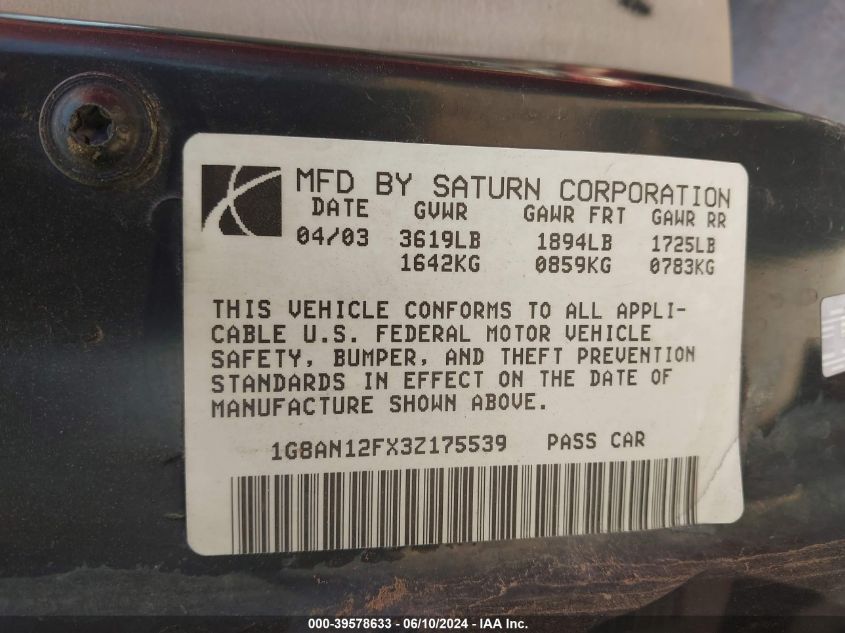 MFD BY SATURN CORPORATION
DATE GVWR GAWR FRT GAWR RR
04/03 3619LB 1894LB 1725LB
1642KG 0859KG 0783KG
THIS VEHICLE CONFORMS TO ALL APPLI-
CABLE U.S. FEDERAL MOTOR VEHICLE
SAFETY, BUMPER, AND THEFT PREVENTION
STANDARDS IN EFFECT ON THE DATE OF
MANUFACTURE SHOWN ABOVE.
1G8AN12FX3Z175539 PASS CAR
000-39578633 - 06/10/2024 - IAA Inc.